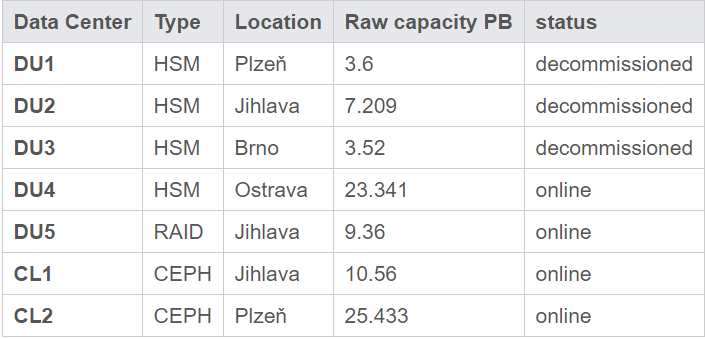 Data Center Type Location Raw capacity PB status
DU1 HSM Plzeň 3.6 decommissioned
DU2 HSM Jihlava 7.209 decommissioned
DU3 HSM Brno 3.52 decommissioned
DU4 HSM Ostrava 23.341 online
DU5 RAID Jihlava 9.36 online
CL1 CEPH Jihlava 10.56 online
CL2 CEPH Plzeň 25.433 online